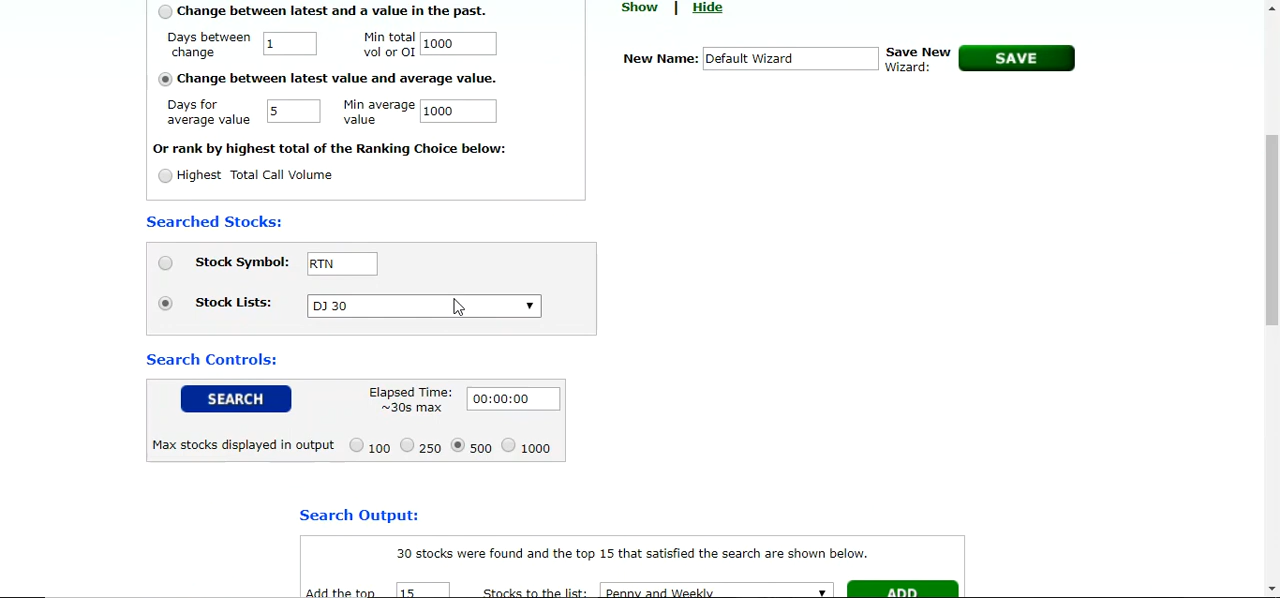 Change between latest and a value in the past.
Show | Hide
Days between change 1 Min total vol or OI 1000
New Name: Default Wizard Save New Wizard: SAVE
Change between latest value and average value.
Days for average value 5 Min average value 1000
Or rank by highest total of the Ranking Choice below:
Highest Total Call Volume
Searched Stocks:
Stock Symbol: RTN
Stock Lists: DJ 30
Search Controls:
SEARCH Elapsed Time: ~30s max 00:00:00
Max stocks displayed in output 100 250 500 1000
Search Output:
30 stocks were found and the top 15 that satisfied the search are shown below.
Add the top 15 Stocks to the list: Penny and Weekly ADD